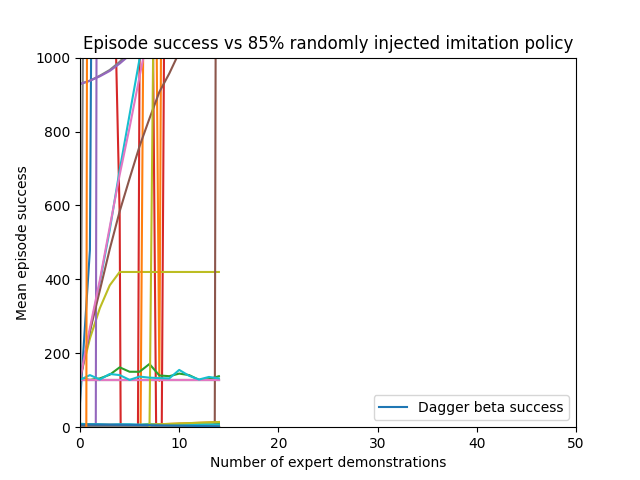 Episode success vs 85% randomly injected imitation policy
1000
800
600
400
200
0
Mean episode success
Dagger beta success
0 10 20 30 40 50
Number of expert demonstrations